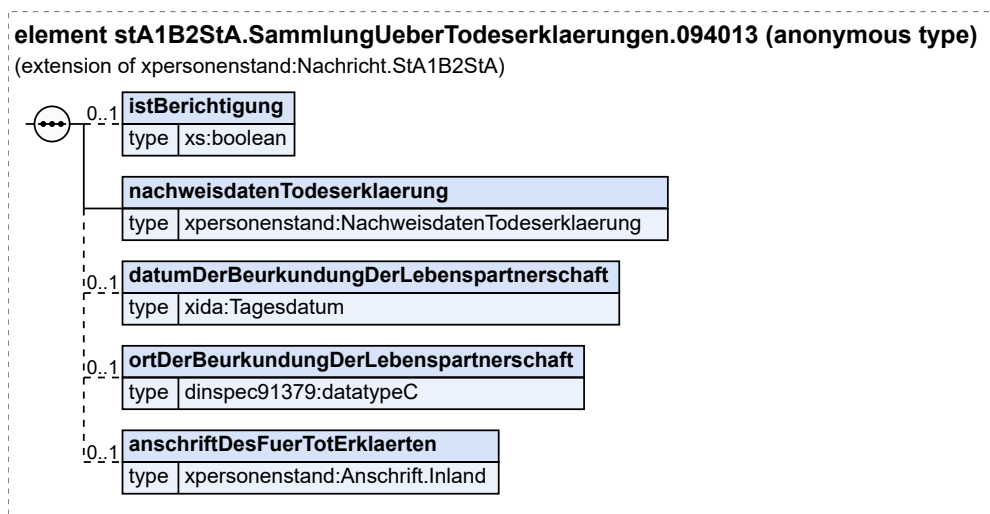 element stA1B2StA.SammlungUeberTodeserklaerungen.094013 (anonymous type)
(extension of xpersonenstand:Nachricht.StA1B2StA)
0..1 istBerichtigung
type xs:boolean
nachweisdatenTodeserklaerung
type xpersonenstand:NachweisdatenTodeserklaerung
0..1 datumDerBeurkundungDerLebenspartnerschaft
type xida:Tagesdatum
0..1 ortDerBeurkundungDerLebenspartnerschaft
type dinspec91379:datatypeC
0..1 anschriftDesFuerTotErklaerten
type xpersonenstand:Anschrift.Inland